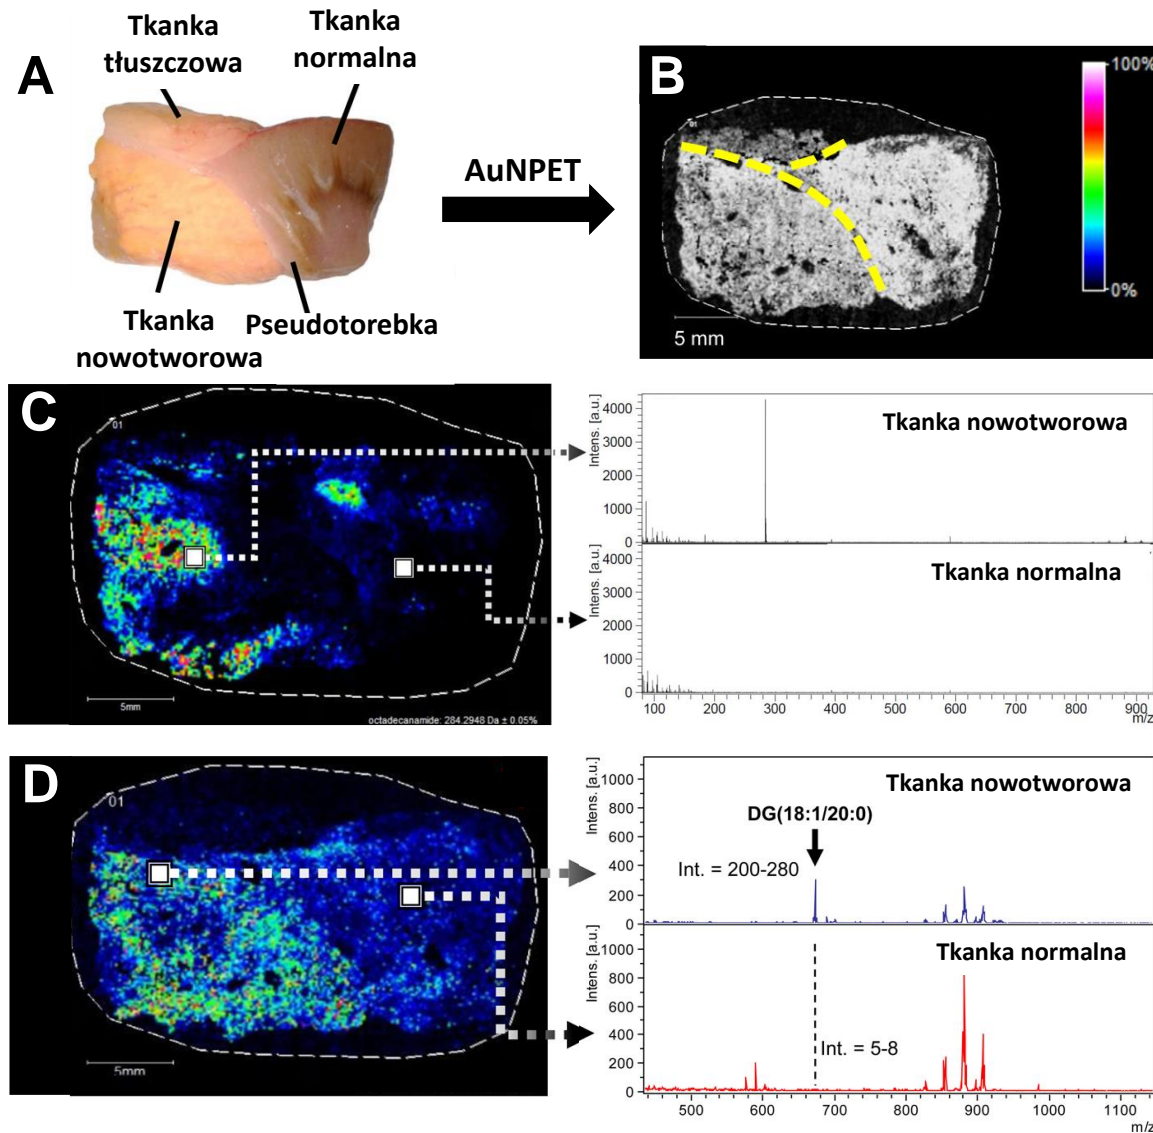 A
Tkanka
tłuszczowa
Tkanka
normalna
Tkanka
nowotworowa
Pseudotorebka
AuNPET
B
01
5 mm
100%
0%
C
01
5mm
octadecanamide: 284.2948 Da ± 0.05%
Intens. [a.u.]
4000
3000
2000
1000
0
Tkanka nowotworowa
Intens. [a.u.]
4000
3000
2000
1000
0
Tkanka normalna
100
200
300
400
500
600
700
800
900
m/z
D
01
5mm
Intens. [a.u.]
1000
800
600
400
200
0
Tkanka nowotworowa
DG(18:1/20:0)
Int. = 200-280
Intens. [a.u.]
1000
800
600
400
200
0
Tkanka normalna
Int. = 5-8
500
600
700
800
900
1000
1100
m/z